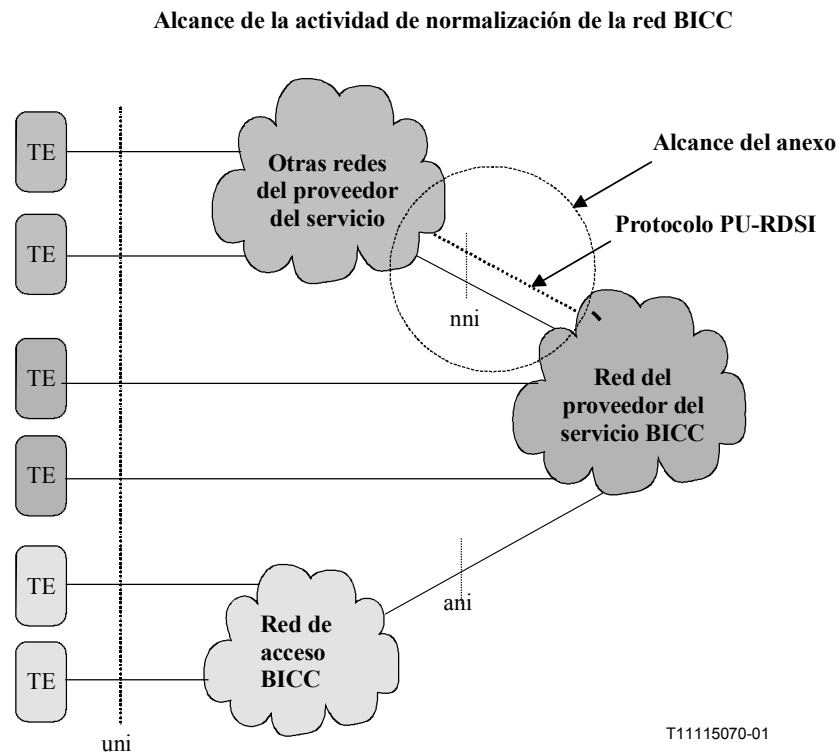 Alcance de la actividad de normalización de la red BICC
TE
Otras redes
del proveedor
del servicio
Alcance del anexo
TE
Protocolo PU-RDSI
nni
TE
Red del
proveedor del
servicio BICC
TE
TE
ani
Red de
acceso
BICC
TE
uni
T11115070-01